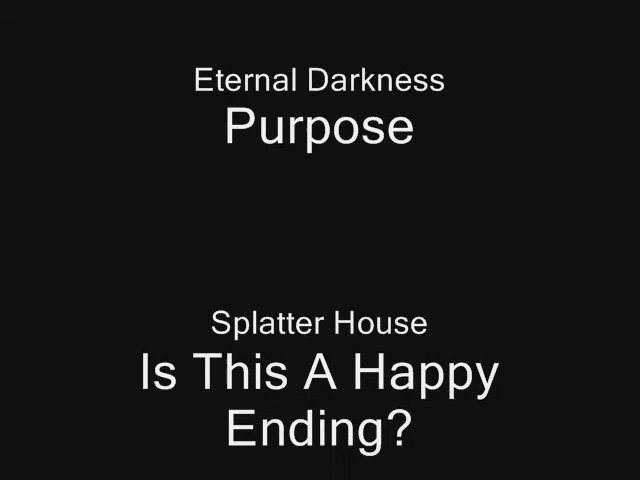 Eternal Darkness
Purpose
Splatter House
Is This A Happy
Ending?